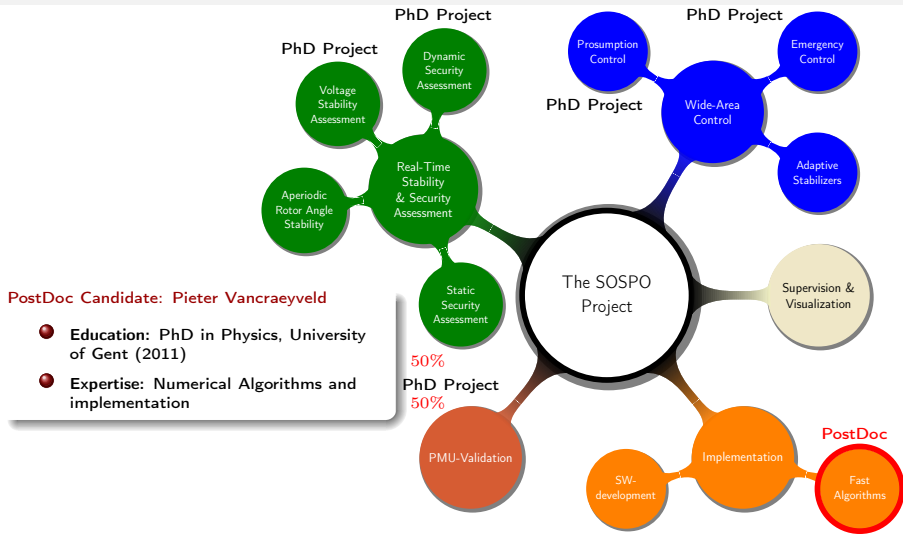 PhD Project
PhD Project
PhD Project
PhD Project
Dynamic
Security
Assessment
Voltage
Stability
Assessment
Prosumption
Control
Emergency
Control
Wide-Area
Control
Adaptive
Stabilizers
Real-Time
Stability
& Security
Assessment
Aperiodic
Rotor Angle
Stability
Static
Security
Assessment
The SOSPO
Project
Supervision &
Visualization
PostDoc Candidate: Pieter Vancraeyveld
Education: PhD in Physics, University
of Gent (2011)
Expertise: Numerical Algorithms and
implementation
50%
PhD Project
50%
PMU-Validation
Implementation
SW-
development
PostDoc
Fast
Algorithms